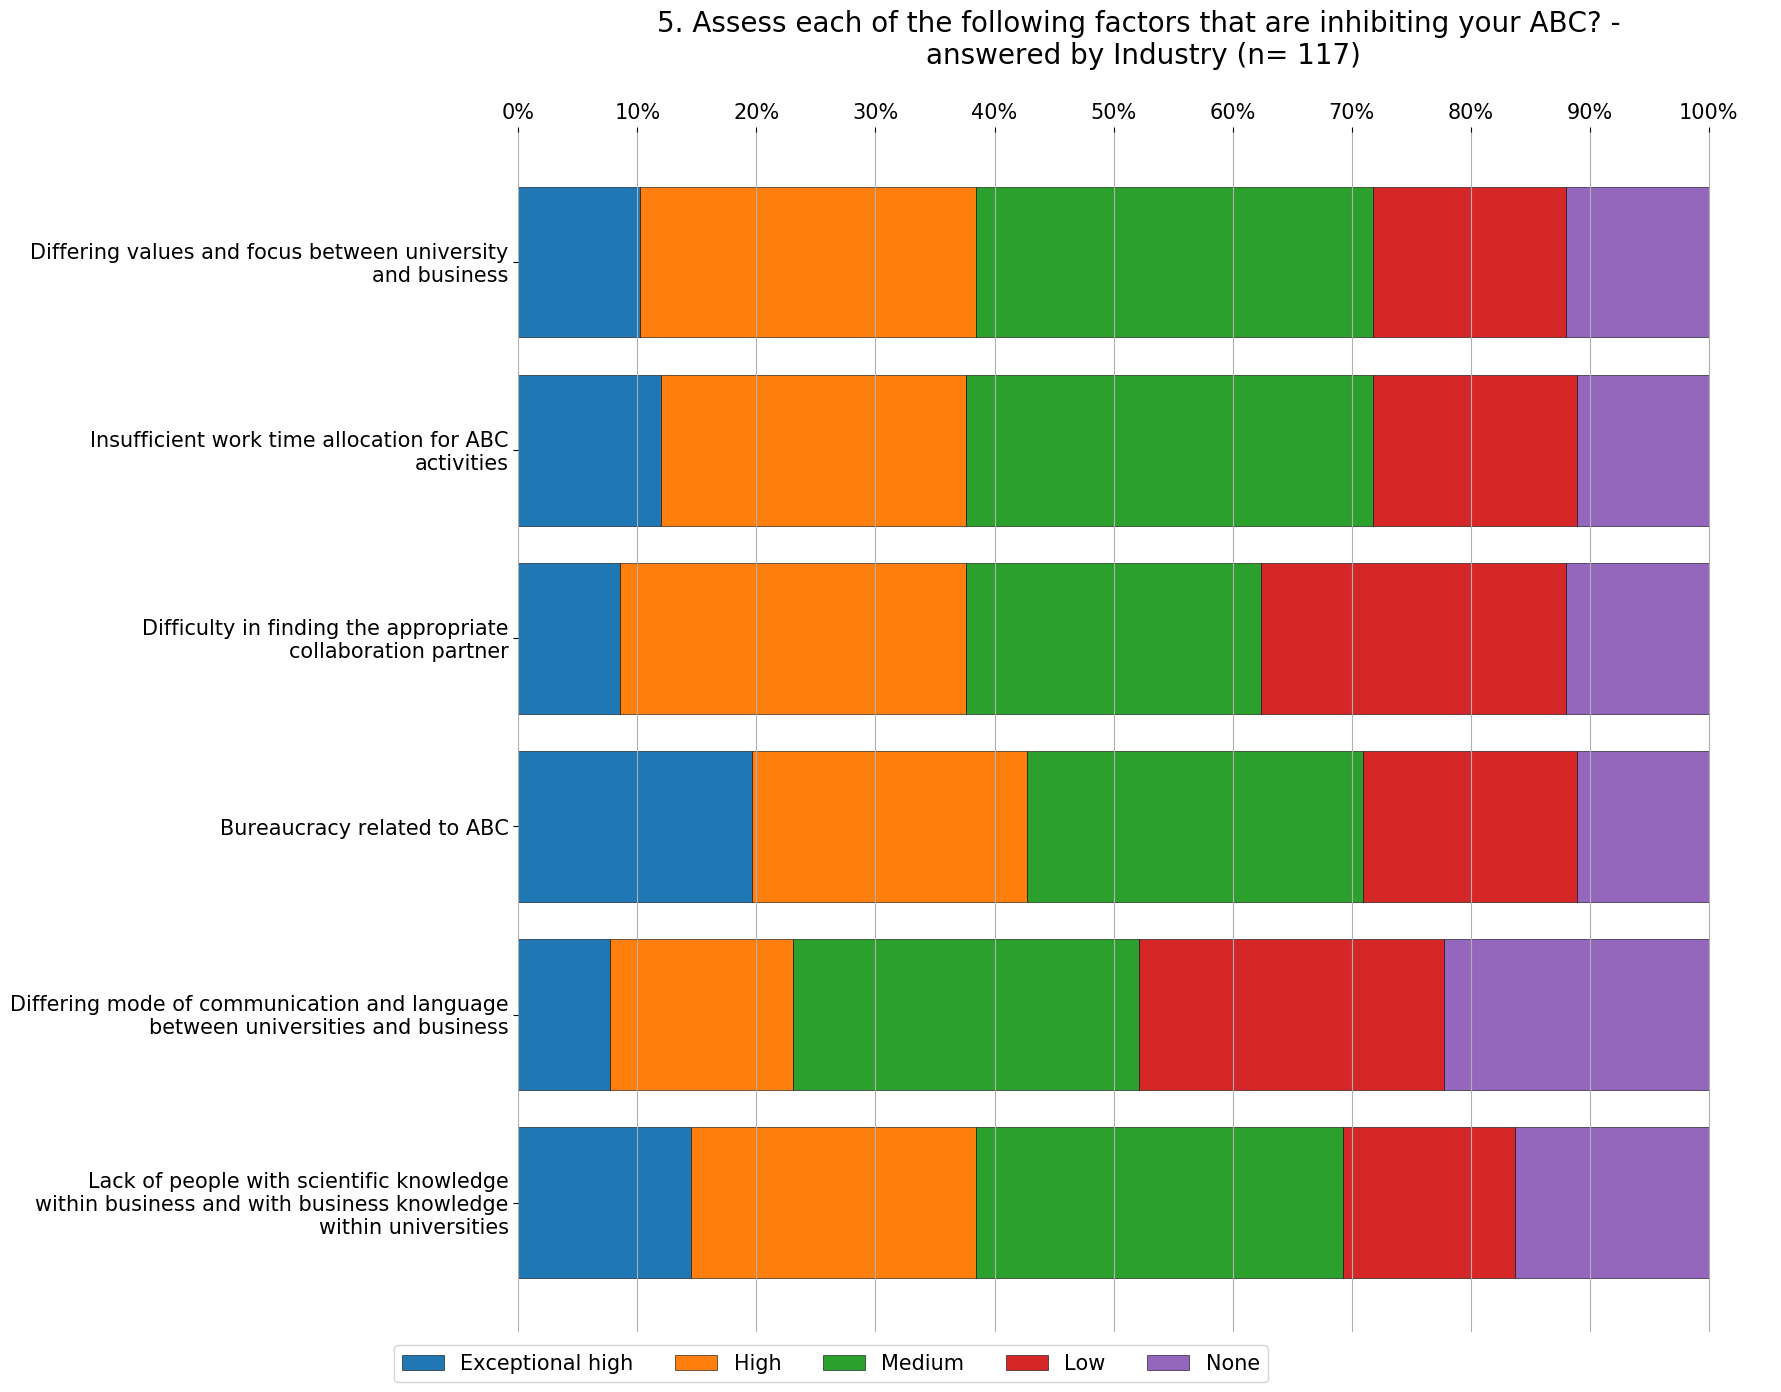 5. Assess each of the following factors that are inhibiting your ABC? -
answered by Industry (n= 117)
0% 10% 20% 30% 40% 50% 60% 70% 80% 90% 100%
Differing values and focus between university
and business
Insufficient work time allocation for ABC
activities
Difficulty in finding the appropriate
collaboration partner
Bureaucracy related to ABC
Differing mode of communication and language
between universities and business
Lack of people with scientific knowledge
within business and with business knowledge
within universities
Exceptional high High Medium Low None